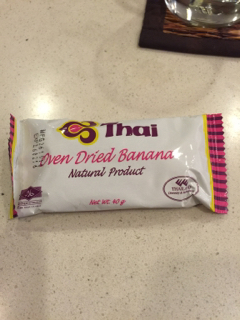 Thai
Oven Dried Banana
Natural Product
Net. Wt. 40 g